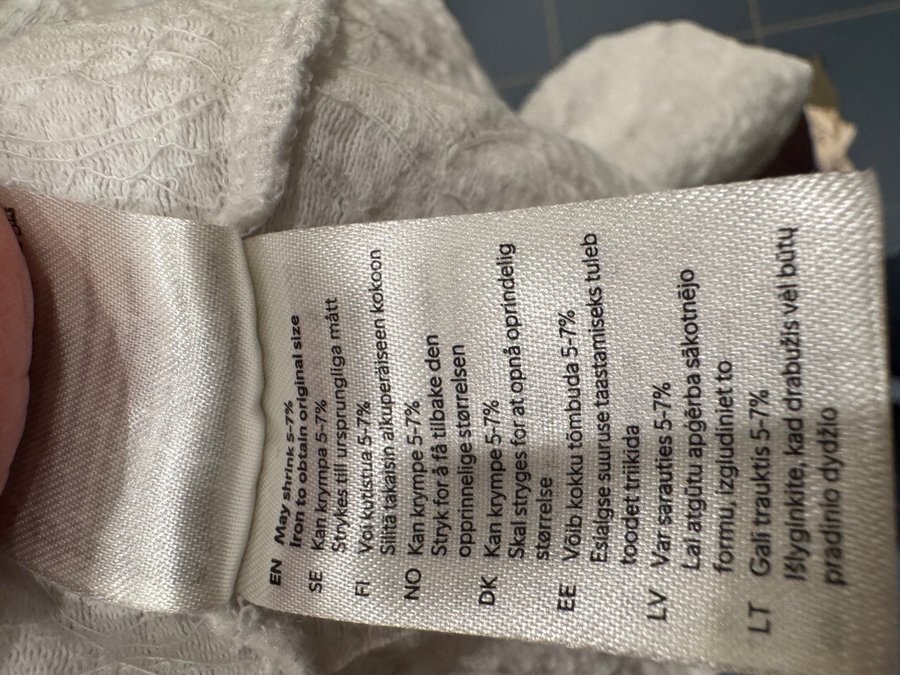 EN May shrink 5-7%
Iron to obtain original size
SE Kan krympa 5-7%
Strykes till ursprungliga mått
FI Voi kutistua 5-7%
Silitä takaisin alkuperäiseen kokoon
NO Kan krympe 5-7%
Stryk for å få tilbake den
opprinnelige størrelsen
DK Kan krympe 5-7%
Skal stryges for at opnå oprindelig
størrelse
EE Võib kokku tõmbuda 5-7%
Esialgse suuruse taastamiseks tuleb
toodet triikida
LV Var sarauties 5-7%
Lai atgūtu apģērba sākotnējo
formu, izgludiniet to
LT Gali trauktis 5-7%
Išlyginkite, kad drabužis vėl būtų
pradinio dydžio